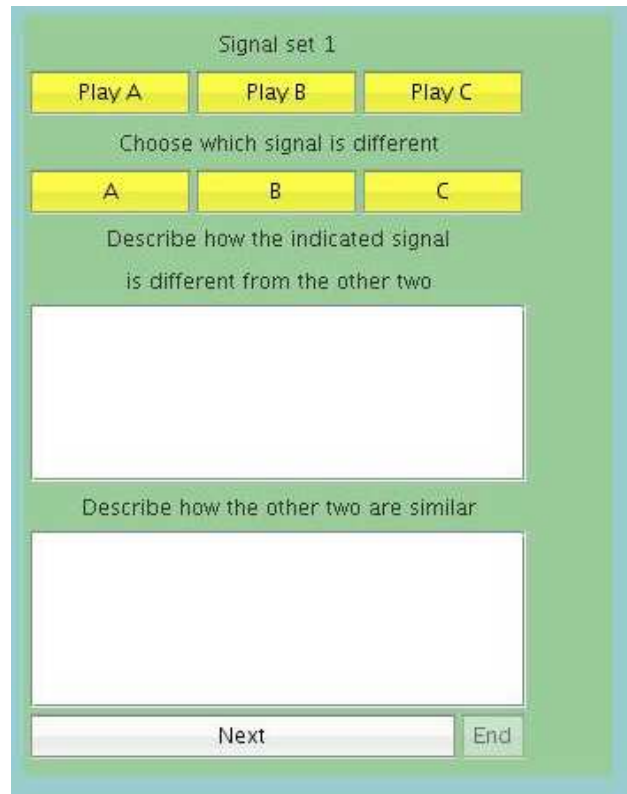 Signal set 1
Play A Play B Play C
Choose which signal is different
A B C
Describe how the indicated signal
is different from the other two
Describe how the other two are similar
Next End